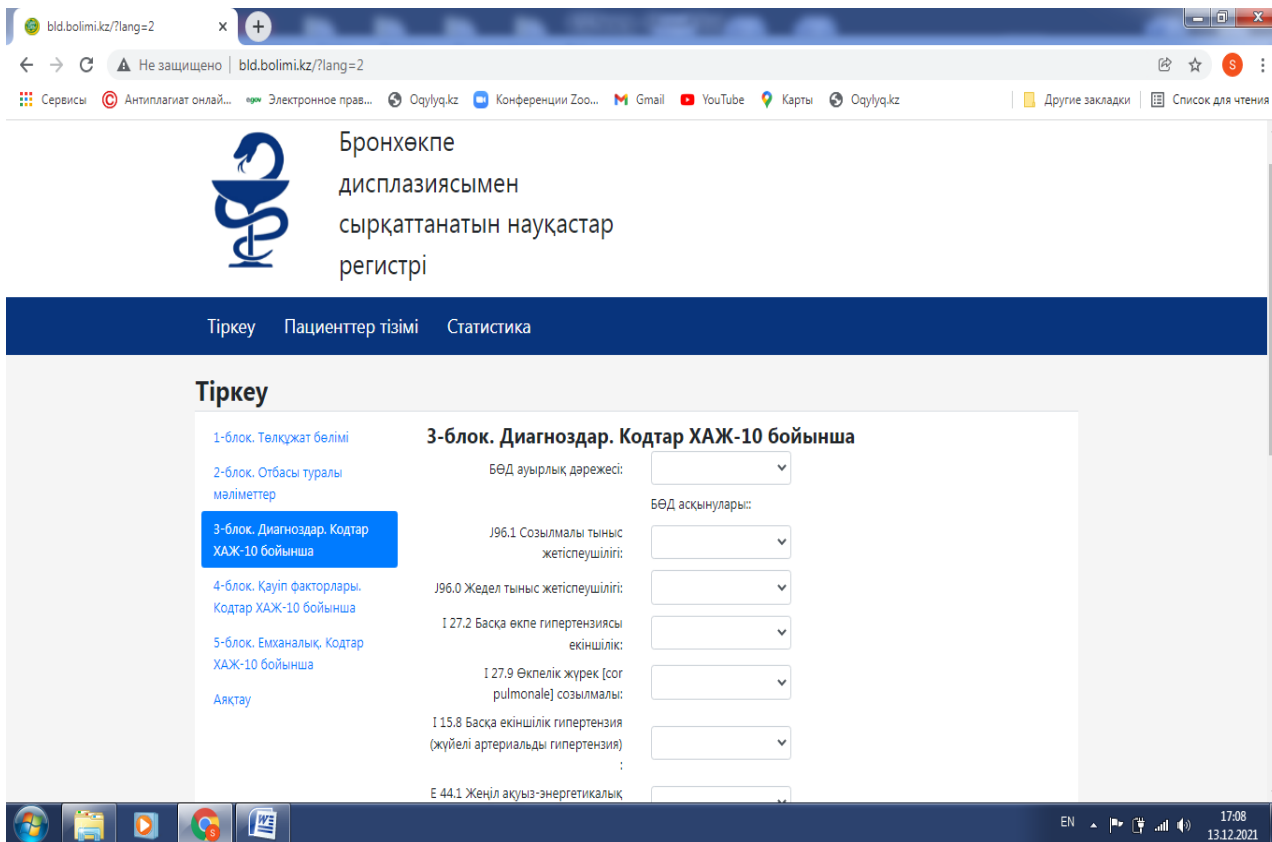 bld.bolimi.kz/?lang=2
Не защищено | bld.bolimi.kz/?lang=2
S
Сервисы Антиплагиат онлай... Электронное прав... Oqylyq.kz Конференции Zoo... Gmail YouTube Карты Oqylyq.kz Другие закладки Список для чтения
Бронхөкпе
дисплазиясымен
сырқаттанатын науқастар
регистрі
Тіркеу Пациенттер тізімі Статистика
Тіркеу
1-блок. Төлқұжат бөлімі
2-блок. Отбасы туралы
мәліметтер
3-блок. Диагноздар. Кодтар
ХАЖ-10 бойынша
4-блок. Қауіп факторлары.
Кодтар ХАЖ-10 бойынша
5-блок. Емханалық. Кодтар
ХАЖ-10 бойынша
Аяқтау
3-блок. Диагноздар. Кодтар ХАЖ-10 бойынша
БӨД ауырлық дәрежесі:
БӨД асқынулары::
J96.1 Созылмалы тыныс
жетіспеушілігі:
J96.0 Жедел тыныс жетіспеушілігі:
I 27.2 Басқа өкпе гипертензиясы
екіншілік:
I 27.9 Өкпелік жүрек [cor
pulmonale] созылмалы:
I 15.8 Басқа екіншілік гипертензия
(жүйелі артериальды гипертензия)
:
E 44.1 Жеңіл ақуыз-энергетикалық
EN
17:08
13.12.2021